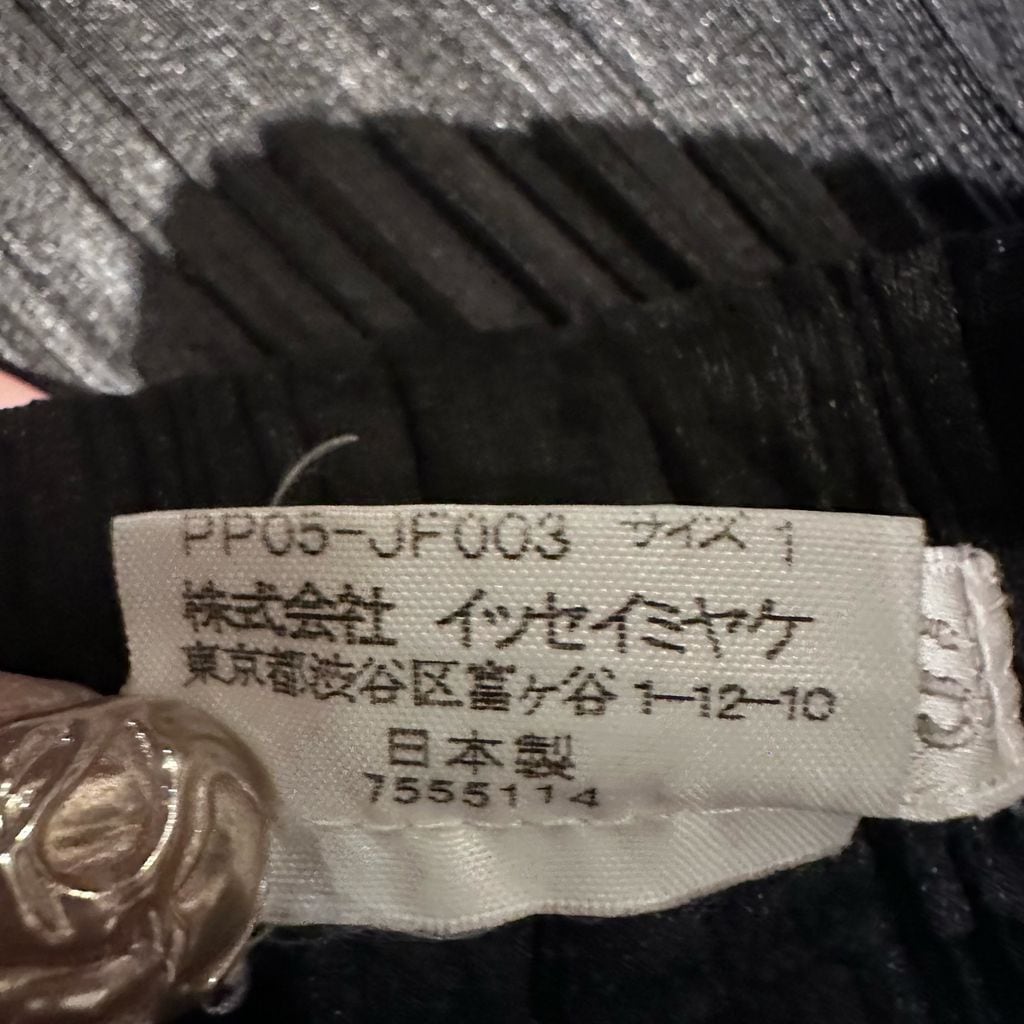 PP05-JF003 サイズ 1
株式会社 イッセイミヤケ
東京都渋谷区富ヶ谷 1-12-10
日本製
7555114